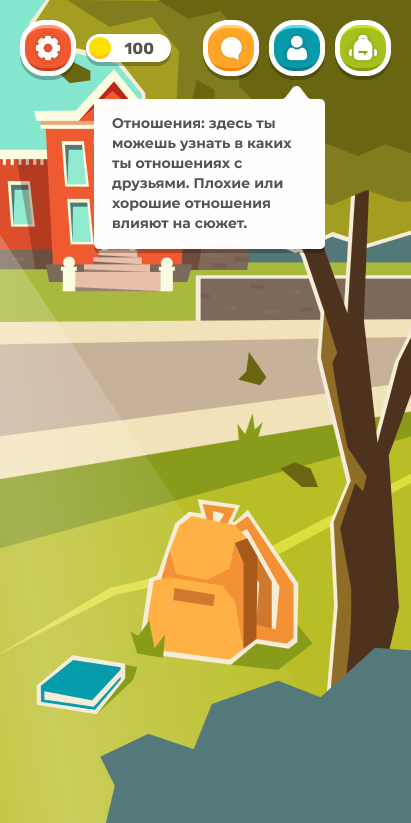 100
Отношения: здесь ты
можешь узнать в каких
ты отношениях с
друзьями. Плохие или
хорошие отношения
влияют на сюжет.